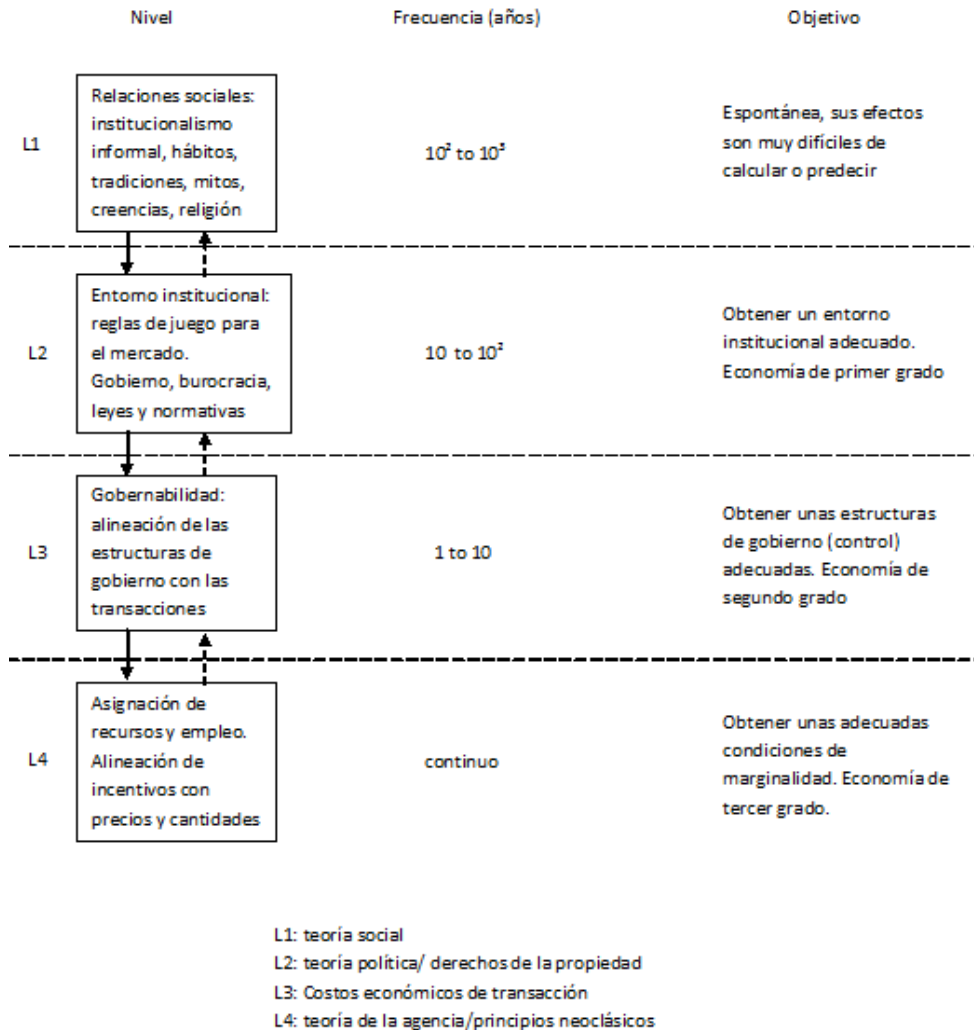 Nivel Frecuencia (años) Objetivo
L1
Relaciones sociales:
institucionalismo
informal, hábitos,
tradiciones, mitos,
creencias, religión
10² to 10³
Espontánea, sus efectos
son muy difíciles de
calcular o predecir
L2
Entorno institucional:
reglas de juego para
el mercado.
Gobierno, burocracia,
leyes y normativas
10 to 10²
Obtener un entorno
institucional adecuado.
Economía de primer grado
L3
Gobernabilidad:
alineación de las
estructuras de
gobierno con las
transacciones
1 to 10
Obtener unas estructuras
de gobierno (control)
adecuadas. Economía de
segundo grado
L4
Asignación de
recursos y empleo.
Alineación de
incentivos con
precios y cantidades
continuo
Obtener unas adecuadas
condiciones de
marginalidad. Economía de
tercer grado.
L1: teoría social
L2: teoría política/ derechos de la propiedad
L3: Costos económicos de transacción
L4: teoría de la agencia/principios neoclásicos